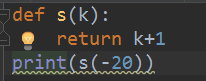 def s(k):
    return k+1
print(s(-20))